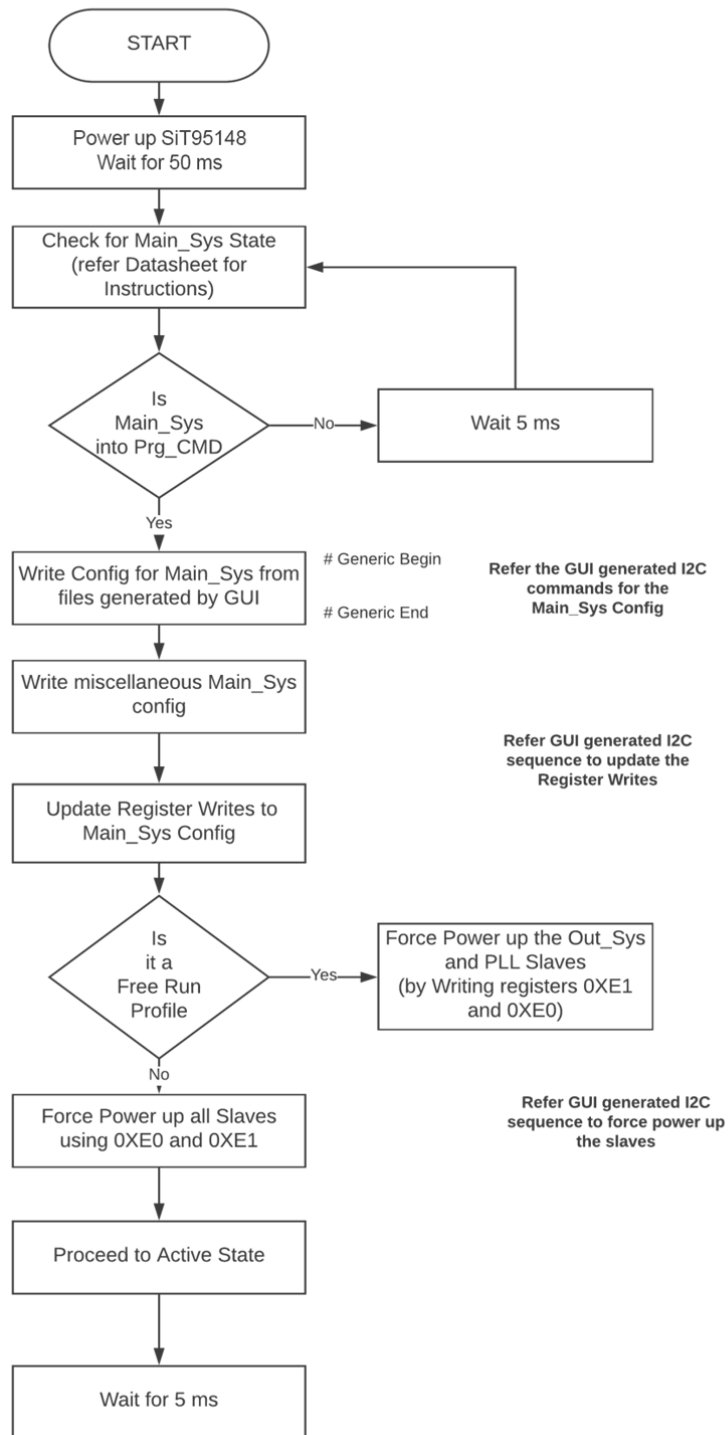 START
Power up SiT95148
Wait for 50 ms
Check for Main_Sys State
(refer Datasheet for
Instructions)
Is
Main_Sys
into Prg_CMD
No
Wait 5 ms
Yes
Write Config for Main_Sys from
files generated by GUI
# Generic Begin
# Generic End
Refer the GUI generated I2C
commands for the
Main_Sys Config
Write miscellaneous Main_Sys
config
Refer GUI generated I2C
sequence to update the
Register Writes
Update Register Writes to
Main_Sys Config
Is
it a
Free Run
Profile
Yes
Force Power up the Out_Sys
and PLL Slaves
(by Writing registers 0XE1
and 0XE0)
No
Force Power up all Slaves
using 0XE0 and 0XE1
Refer GUI generated I2C
sequence to force power up
the slaves
Proceed to Active State
Wait for 5 ms